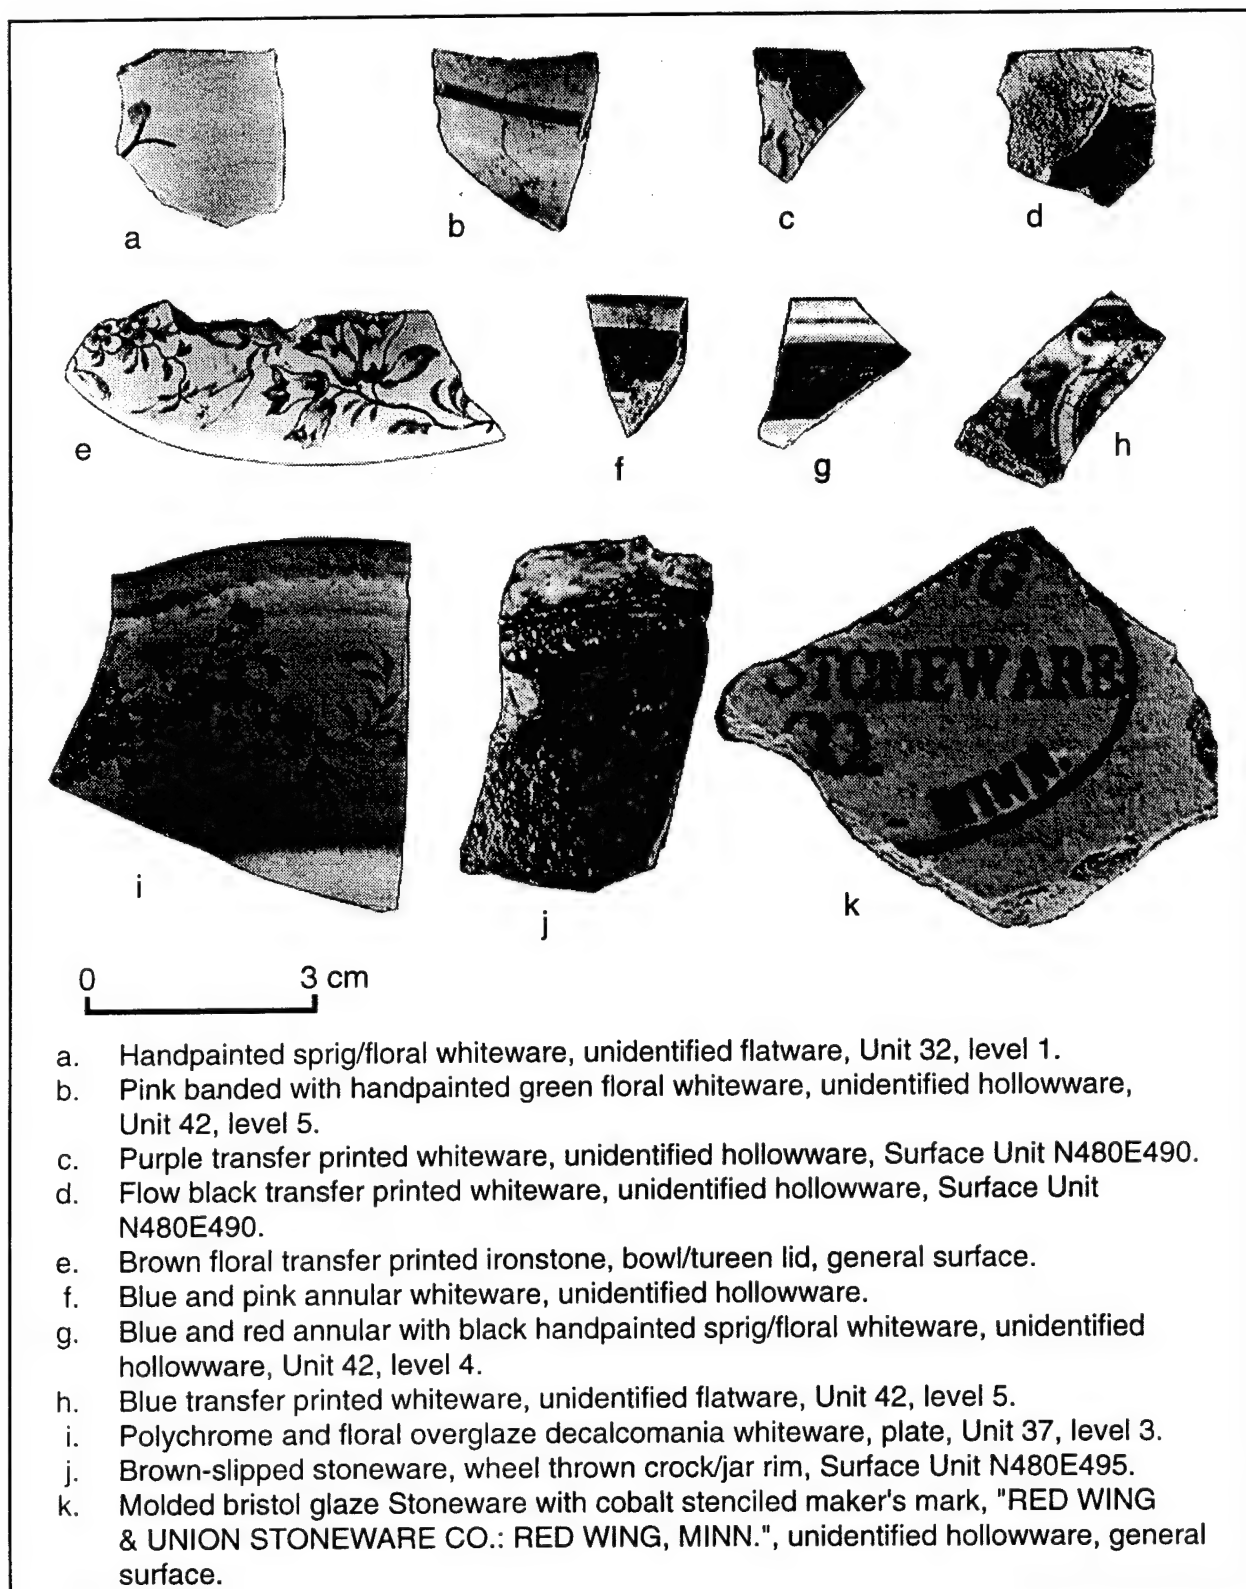 a
b
c
d
e
f
g
h
i
j
G
STONEWARE
MINN.
k
0 3 cm
a. Handpainted sprig/floral whiteware, unidentified flatware, Unit 32, level 1.
b. Pink banded with handpainted green floral whiteware, unidentified hollowware,
Unit 42, level 5.
c. Purple transfer printed whiteware, unidentified hollowware, Surface Unit N480E490.
d. Flow black transfer printed whiteware, unidentified hollowware, Surface Unit
N480E490.
e. Brown floral transfer printed ironstone, bowl/tureen lid, general surface.
f. Blue and pink annular whiteware, unidentified hollowware.
g. Blue and red annular with black handpainted sprig/floral whiteware, unidentified
hollowware, Unit 42, level 4.
h. Blue transfer printed whiteware, unidentified flatware, Unit 42, level 5.
i. Polychrome and floral overglaze decalcomania whiteware, plate, Unit 37, level 3.
j. Brown-slipped stoneware, wheel thrown crock/jar rim, Surface Unit N480E495.
k. Molded bristol glaze Stoneware with cobalt stenciled maker's mark, "RED WING
& UNION STONEWARE CO.: RED WING, MINN.", unidentified hollowware, general
surface.